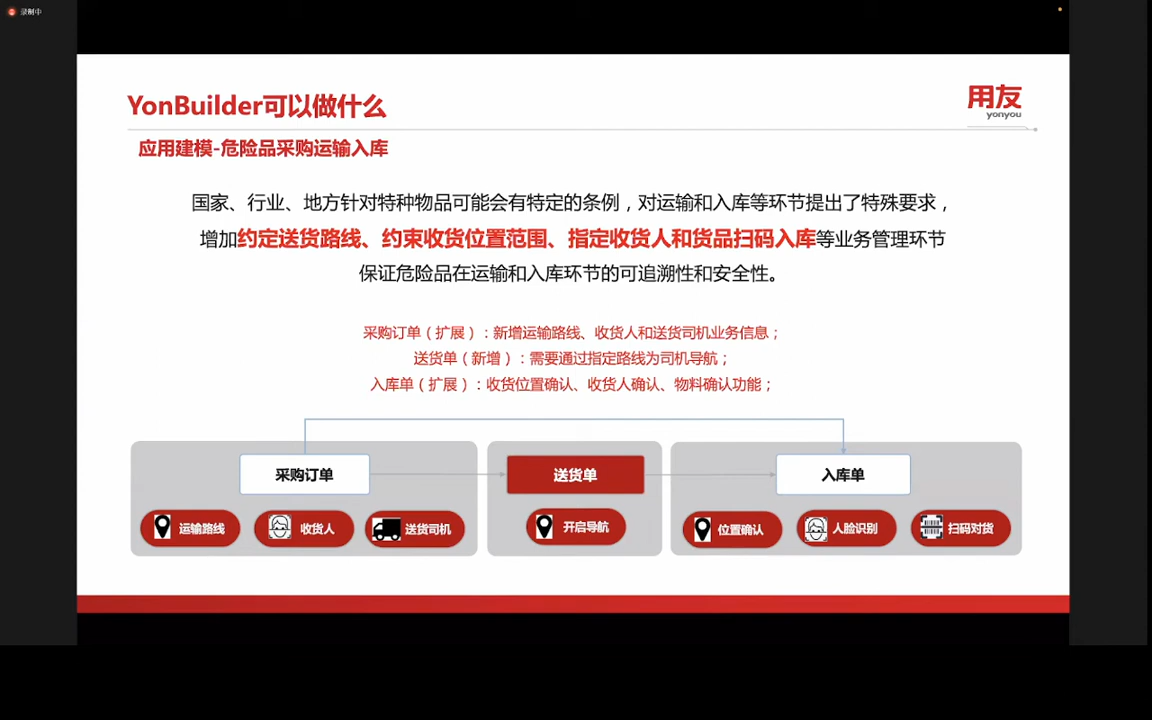 录制中
YonBuilder可以做什么
用友
yonyou
应用建模-危险品采购运输入库
国家、行业、地方针对特种物品可能会有特定的条例，对运输和入库等环节提出了特殊要求，
增加约定送货路线、约束收货位置范围、指定收货人和货品扫码入库等业务管理环节
保证危险品在运输和入库环节的可追溯性和安全性。
采购订单（扩展）：新增运输路线、收货人和送货司机业务信息；
送货单（新增）：需要通过指定路线为司机导航；
入库单（扩展）：收货位置确认、收货人确认、物料确认功能；
采购订单
送货单
入库单
运输路线
收货人
送货司机
开启导航
位置确认
人脸识别
扫码对货